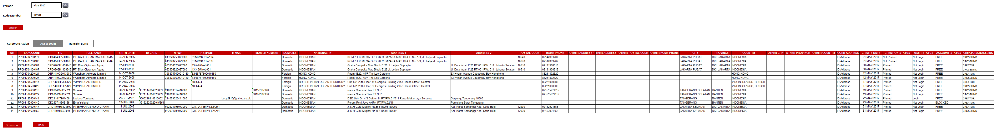 Periode May 2017
Kode Member PP001
Search
Corporate Action AKSes Login Transaksi Bursa
NO ID ACCOUNT SID FULL NAME BIRTH DATE ID CARD NPWP PASSPORT E-MAIL MOBILE NUMBER DOMICILE NATIONALITY ADDRESS 1 ADDRESS 2 POSTAL CODE HOME PHONE OTHER ADDRESS 1 THER ADDRESS OTHER POSTAL CODE OTHER HOME PHONE CITY PROVINCE COUNTRY OTHER CITY OTHER PROVINCE OTHER COUNTRY CORR ADDRESS CREATE DATE CREATION STATUS USER STATUS ACCOUNT STATUS CREATOR/CROSSLINK
1 PP001704700177 ISD0404H6598186 PT. KALI BESAR RAYA UTAMA 04-APR-1986 013228259073000 511/KMK.017/194 Domestic INDONESIAN KOMPLEK MEGA GROSIR CEMPAKA MAS Blok E No. 1-3, Jl. Letjend Suprapto 10640 02142883707 JAKARTA PUSAT DKI. JAKARTA INDONESIA ID Address 01-MAY-2017 Not Printed Not Login FREE CROSSLINK
2 PP001704700480 ISD0404H6598186 PT. KALI BESAR RAYA UTAMA 04-APR-1986 013228259073000 511/KMK.017/194 Domestic INDONESIAN KOMPLEK MEGA GROSIR CEMPAKA MAS Blok E No. 1-3, Jl. Letjend Suprapto 10640 02142883707 JAKARTA PUSAT DKI. JAKARTA INDONESIA ID Address 01-MAY-2017 Not Printed Not Login FREE CROSSLINK
3 PP001704400184 CPD0206H1408243 PT. Dian Ciptamas Agung 02-JUN-2014 033336520027000 13-X-254/AL001 Domestic INDONESIAN Graha Cempaka Mas Block E 26 Jl. Letjen Suprapto Jl. Duta Indah I/ 25 RT.001 RW. 014 Jakarta Selatan 10510 02131908516 JAKARTA PUSAT DKI. JAKARTA INDONESIA ID Address 08-MAY-2017 Printed Not Login FREE CROSSLINK
4 PP001704400487 CPD0206H1408243 PT. Dian Ciptamas Agung 02-JUN-2014 033336520027000 13-X-254/AL001 Domestic INDONESIAN Graha Cempaka Mas Block E 26 Jl. Letjen Suprapto Jl. Duta Indah I/ 25 RT.001 RW. 014 Jakarta Selatan 10510 02131908516 JAKARTA PUSAT DKI. JAKARTA INDONESIA ID Address 08-MAY-2017 Printed Not Login FREE CROSSLINK
5 PP001704200124 OTF1410G9043980 Wyndham Advisors Limited 14-OCT-2008 3988757600010150 3.988757600010150 Foreign HONG KONG Room 4520, 45/F The Lee Gardens 33 Hysan Avenue Causeway Bay Hongkong 85231802320 HONG KONG ID Address 12-MAY-2017 Printed Not Login FREE CREATOR
6 PP001704200427 OTF1410G9043980 Wyndham Advisors Limited 14-OCT-2008 3988757600010150 3.988757600010150 Foreign HONG KONG Room 4520, 45/F The Lee Gardens 33 Hysan Avenue Causeway Bay Hongkong 85231802320 HONG KONG ID Address 12-MAY-2017 Printed Not Login FREE CROSSLINK
7 PP001704500117 CPF1408H5305120 YUMIN ROAD LIMITED 14-AUG-2015 1886474 Foreign BRITISH INDIAN OCEAN TERRITORY Unit 601-26th Floor, st.George's Building 2 Ice House Street, Central 85221060888 VIRGIN ISLANDS, BRITISH ID Address 17-MAY-2017 Printed Not Login FREE CREATOR
8 PP001704500420 CPF1408H5305120 YUMIN ROAD LIMITED 14-AUG-2015 1886474 Foreign BRITISH INDIAN OCEAN TERRITORY Unit 601-26th Floor, st.George's Building 2 Ice House Street, Central 85221060888 VIRGIN ISLANDS, BRITISH ID Address 17-MAY-2017 Printed Not Login FREE CROSSLINK
9 PP001162600119 IDD0804G7065321 Susana 08-APR-1982 3671114804820003 248863912416000 08159397940 Domestic INDONESIAN oresta Giardina Blok F3 No7 021-73453015 TANGERANG SELATAN BANTEN INDONESIA ID Address 19-MAY-2017 Printed Not Login FREE CROSSLINK
10 PP001162600422 IDD0804G7065321 Susana 08-APR-1982 3671114804820003 248863912416000 08159397940 Domestic INDONESIAN oresta Giardina Blok F3 No7 021-73453015 TANGERANG SELATAN BANTEN INDONESIA ID Address 19-MAY-2017 Printed Not Login FREE CROSSLINK
11 PP001125500144 IDD291017951455 Luciana Tombeng 29-OCT-1961 3603216910610002 244059028411000 Lucy2910@yahoo.co.uk Domestic INDONESIAN BSD blok D - 4/3 Sektor 14 RT/RW:01/011 Rawa Mekar jaya Serpong Serpong, Tangerang 15300 TANGERANG BANTEN INDONESIA ID Address 22-MAY-2017 Printed Login FREE CREATOR
12 PP001152000140 IDD280718365155 Erna Yulianti 28-JUL-1982 32192220022015651 Domestic INDONESIAN Perum Reni Jaya AH7/4 RT/RW:02/18 Pamulang Barat Tangerang TANGERANG BANTEN INDONESIA ID Address 23-MAY-2017 Printed Not Login BLOCKED CREATOR
13 PP001704600147 CPD1107H6528502 PT.BAHANA SYSFO UTAMA 11-JUL-2003 022921795073000 031704/PB/P/1.824271 Domestic INDONESIAN Jl.K.H Guru Mughni No.B-3 Rt005 Rw002 Kel. Karet Semanggi Kec. Setia Budi 12930 02152921555 JAKARTA SELATAN DKI. JAKARTA INDONESIA ID Address 31-MAY-2017 Printed Not Login FREE CREATOR
14 PP001704600450 CPD1107H6528502 PT.BAHANA SYSFO UTAMA 11-JUL-2003 022921795073000 031704/PB/P/1.824271 Domestic INDONESIAN Jl.K.H Guru Mughni No.B-3 Rt005 Rw002 Kel. Karet Semanggi Kec. Setia Budi 12930 02152921555 JAKARTA SELATAN DKI. JAKARTA INDONESIA ID Address 31-MAY-2017 Printed Not Login FREE CROSSLINK
Download Back